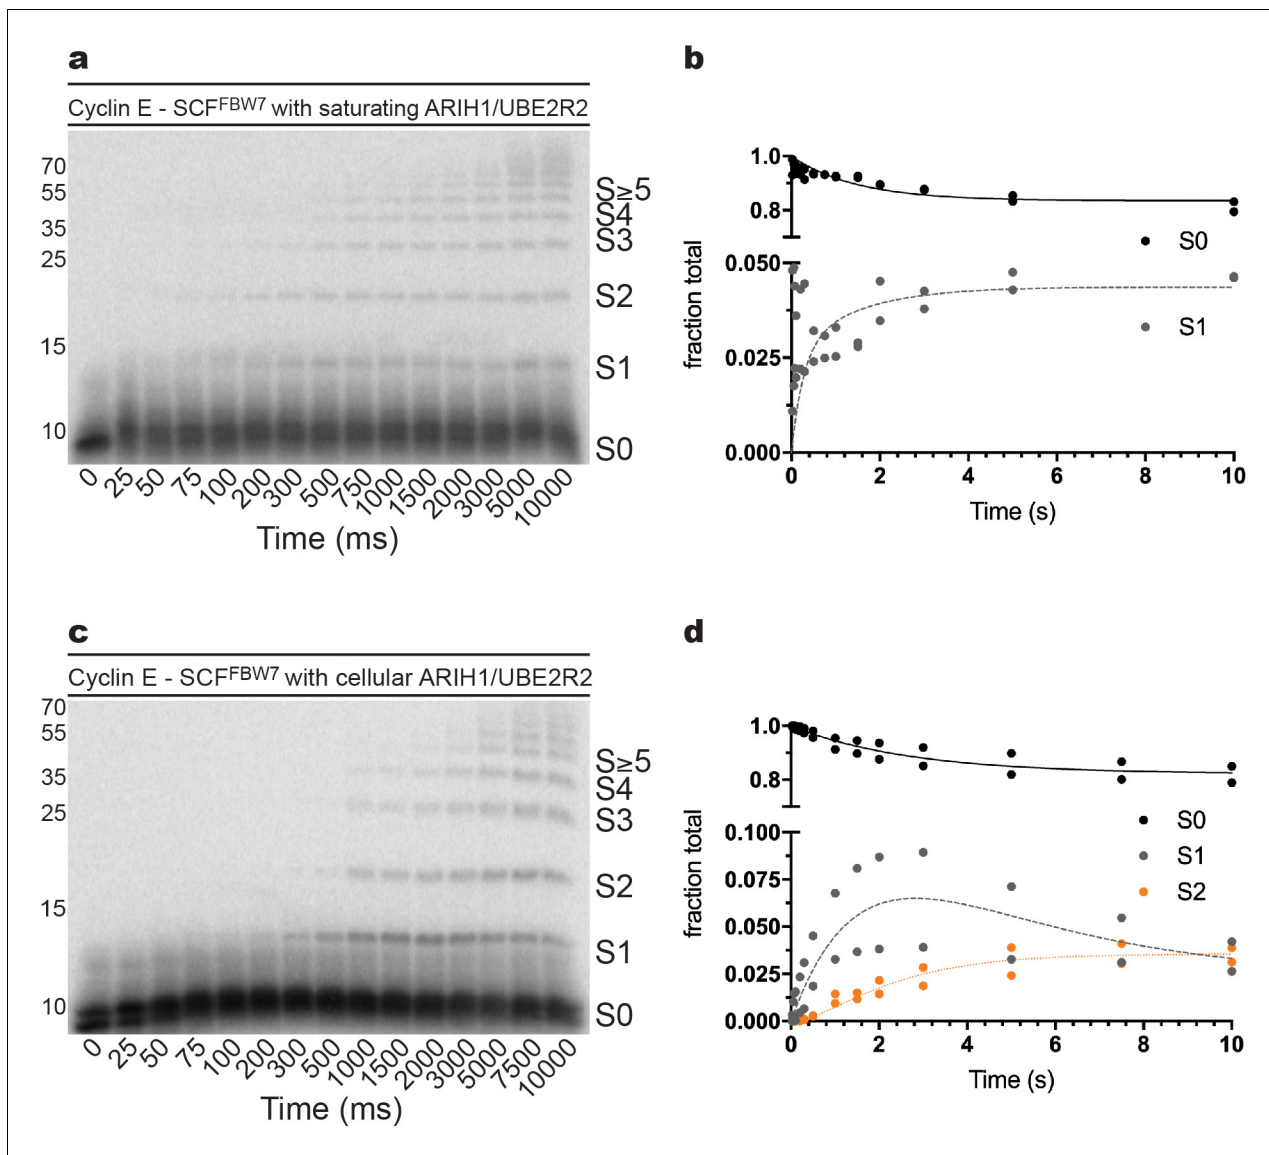 a
Cyclin E - SCFFBW7 with saturating ARIH1/UBE2R2
70
55
35
25
15
10
S≥5
S4
S3
S2
S1
S0
0 25 50 75 100 200 300 500 750 1000 1500 2000 3000 5000 10000
Time (ms)
b
fraction total
1.0
0.8
0.050
0.025
0.000
S0
S1
0 2 4 6 8 10
Time (s)
c
Cyclin E - SCFFBW7 with cellular ARIH1/UBE2R2
70
55
35
25
15
10
S≥5
S4
S3
S2
S1
S0
0 25 50 75 100 200 300 500 1000 1500 2000 3000 5000 7500 10000
Time (ms)
d
fraction total
1.0
0.8
0.100
0.075
0.050
0.025
0.000
S0
S1
S2
0 2 4 6 8 10
Time (s)